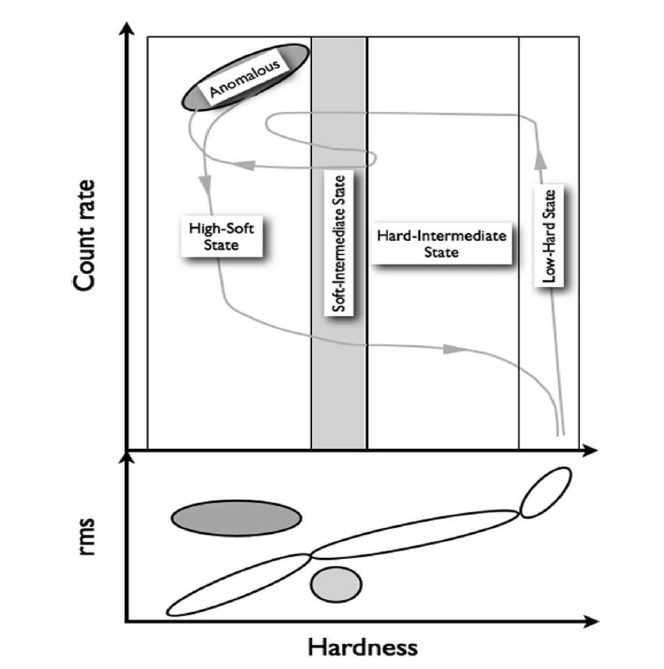 Anomalous
Count rate
High-Soft
State
Soft-Intermediate State
Hard-Intermediate
State
Low-Hard State
rms
Hardness